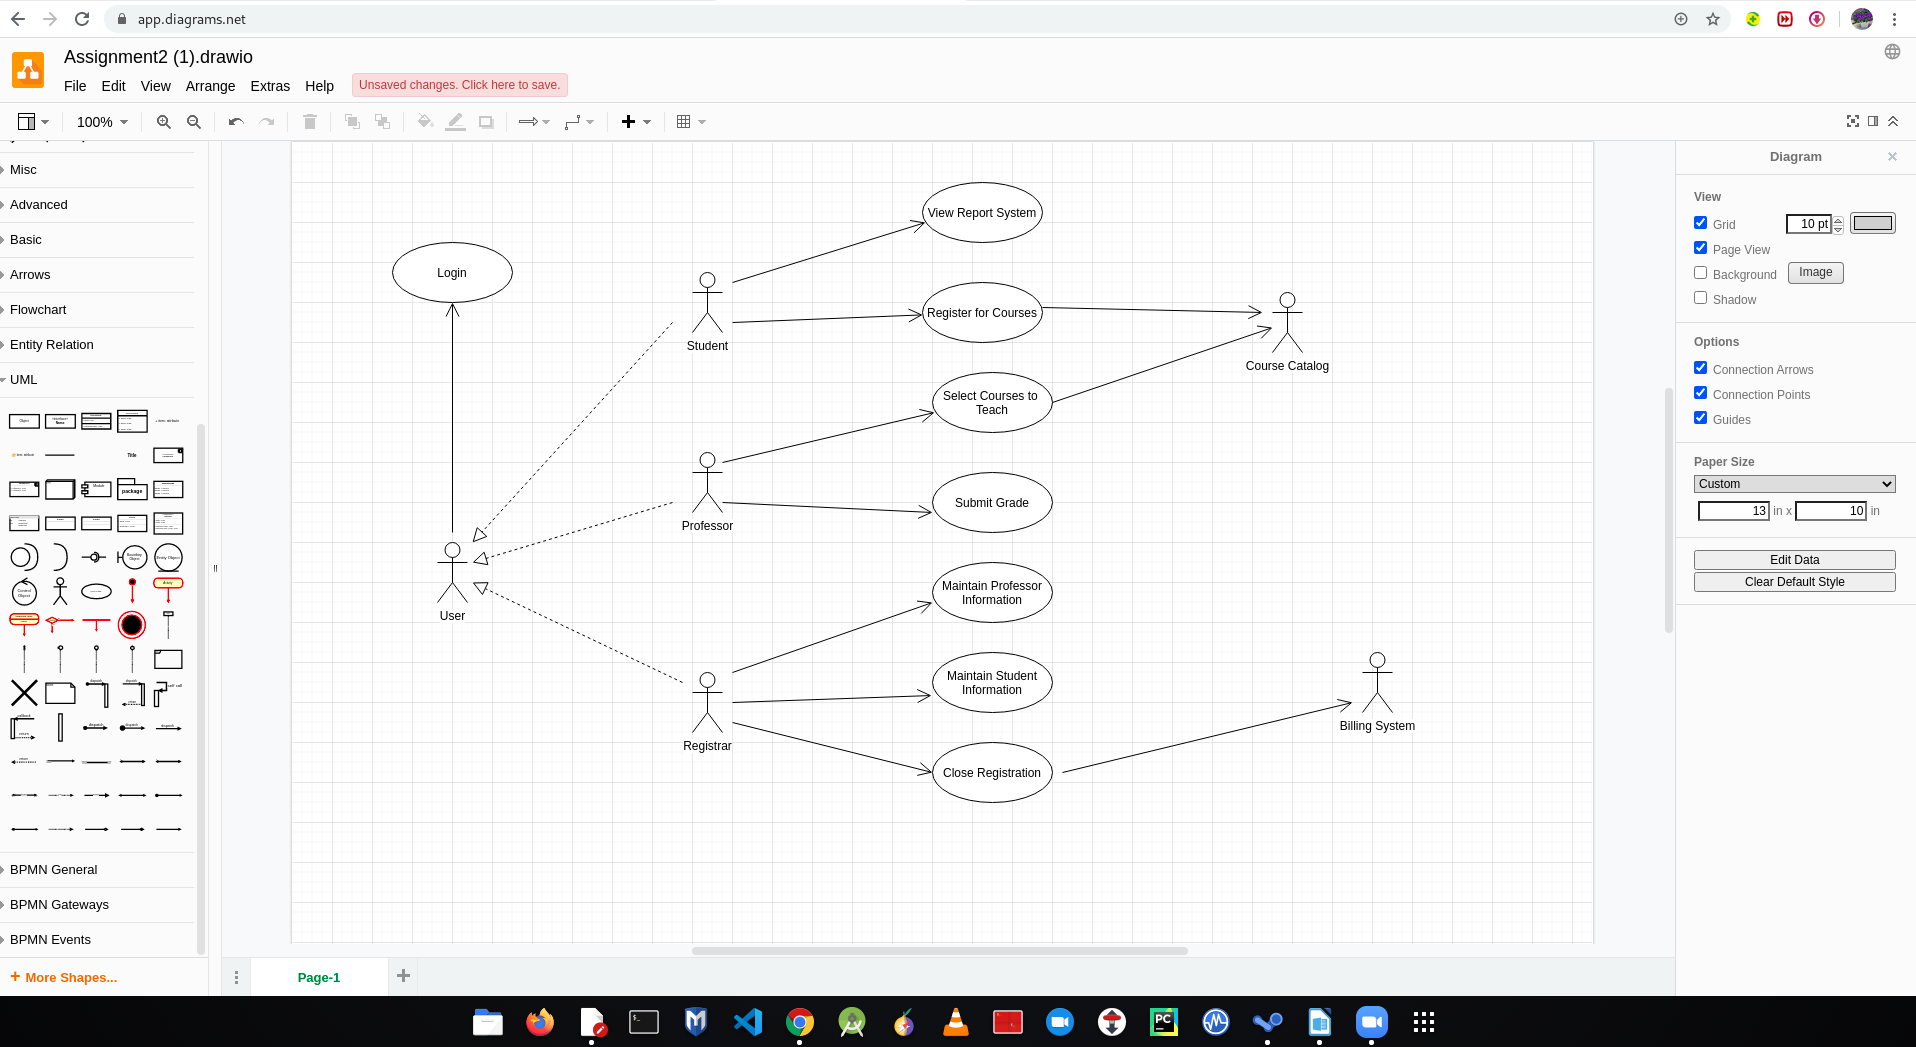 app.diagrams.net
Assignment2 (1).drawio
File Edit View Arrange Extras Help
Unsaved changes. Click here to save.
100%
Misc
Advanced
Basic
Arrows
Flowchart
Entity Relation
UML
Title
package
BPMN General
BPMN Gateways
BPMN Events
+ More Shapes...
Login
User
Student
Professor
Registrar
View Report System
Register for Courses
Select Courses to
Teach
Submit Grade
Maintain Professor
Information
Maintain Student
Information
Close Registration
Course Catalog
Billing System
Page-1
Diagram
View
Grid
10 pt
Page View
Background
Image
Shadow
Options
Connection Arrows
Connection Points
Guides
Paper Size
Custom
13 in x 10 in
Edit Data
Clear Default Style
PC